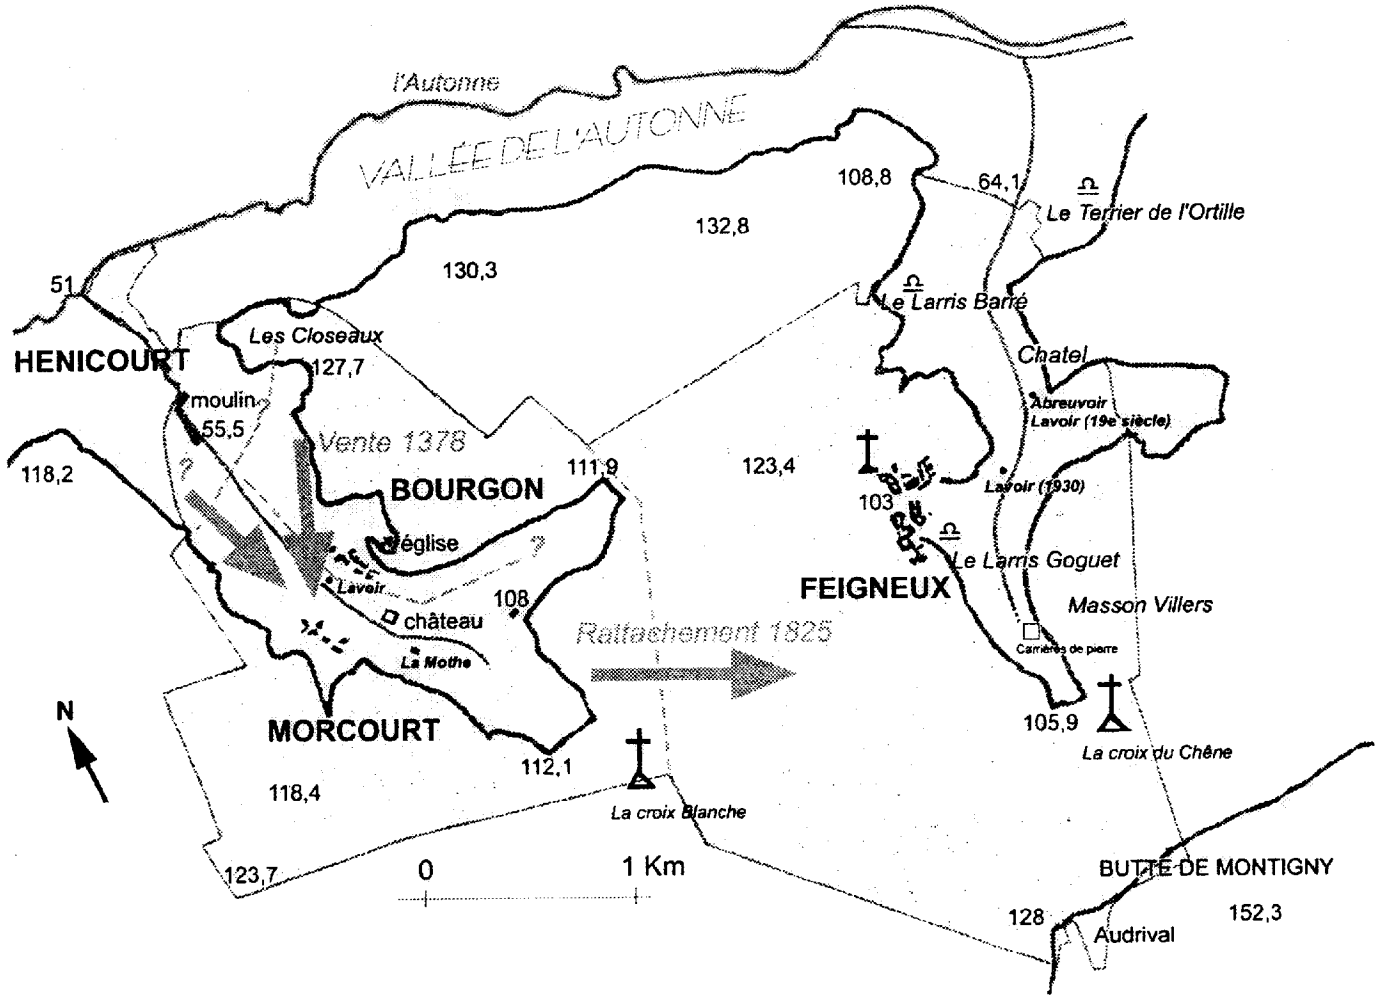 l'Autonne
VALLÉE DE L'AUTONNE
108,8
64,1
Le Terrier de l'Ortille
132,8
130,3
51
Le Larris Barré
Les Closeaux
HENICOURT
127,7
Chatel
moulin
?
Abreuvoir
Lavoir (19e siècle)
55,5
Vente 1378
118,2
?
111,9
123,4
BOURGON
Lavoir (1930)
103
église
?
Le Larris Goguet
Lavoir
FEIGNEUX
108
Masson Villers
château
Rattachement 1825
Carrières de pierre
La Mothe
N
MORCOURT
105,9
La croix du Chêne
112,1
118,4
La croix Blanche
123,7
0
1 Km
BUTTE DE MONTIGNY
128
152,3
Audrival